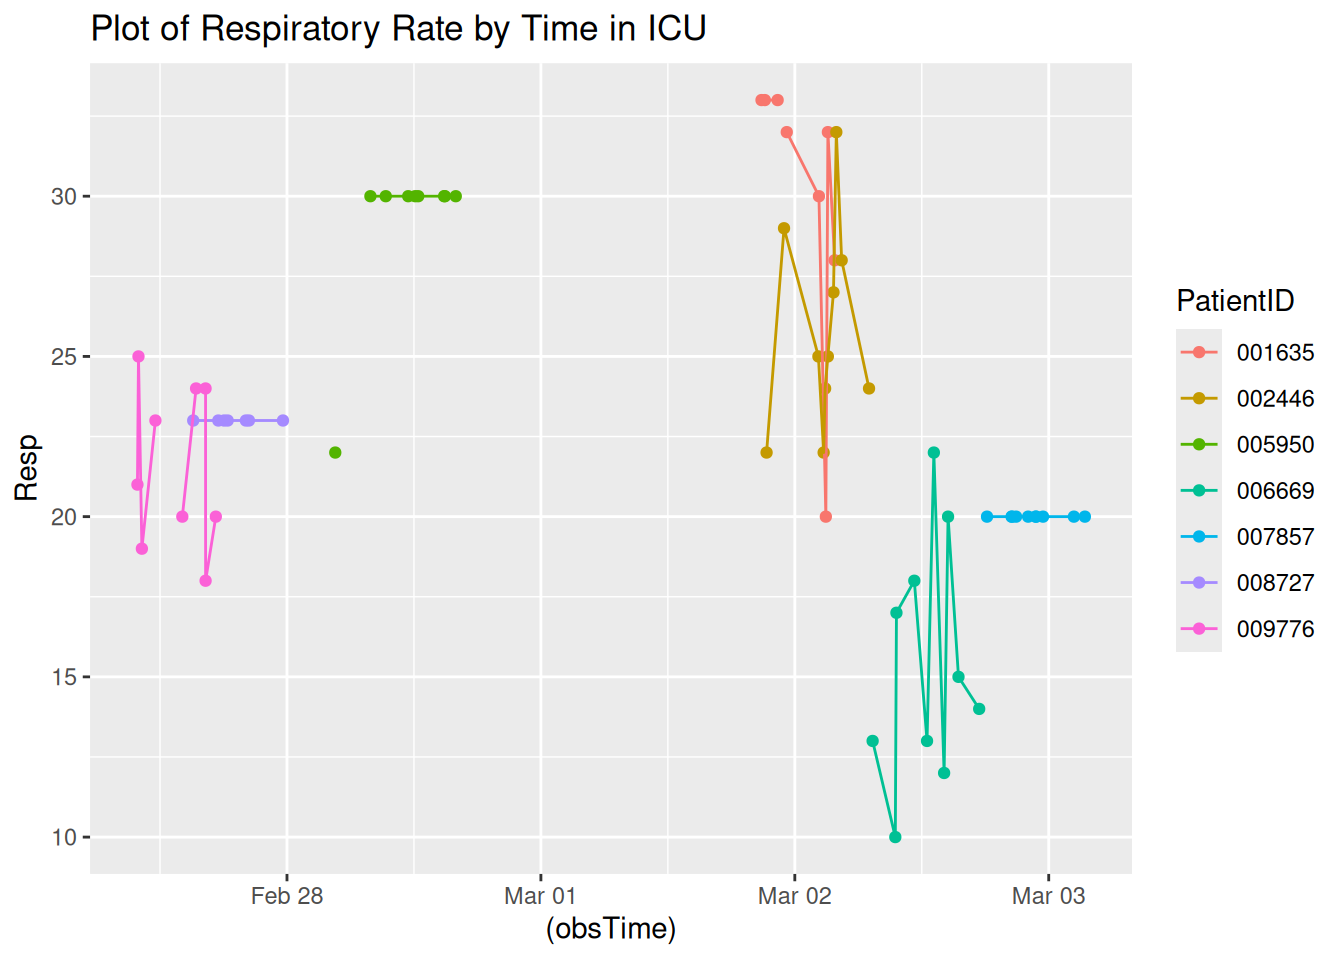 Plot of Respiratory Rate by Time in ICU
Resp
30
25
20
15
10
Feb 28
Mar 01
Mar 02
Mar 03
(obsTime)
PatientID
001635
002446
005950
006669
007857
008727
009776